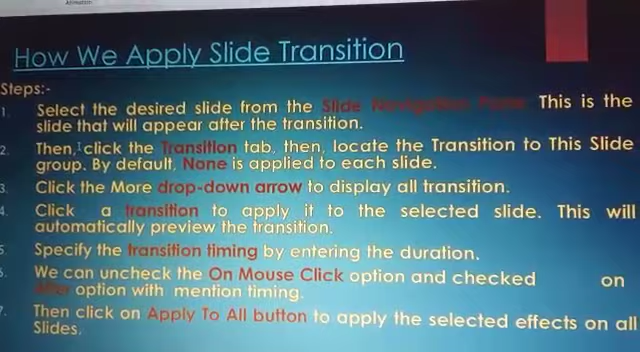 Animation
How We Apply Slide Transition
Steps:-
1. Select the desired slide from the Slide Navigation Pane. This is the
slide that will appear after the transition.
2. Then, click the Transition tab, then, locate the Transition to This Slide
group. By default, None is applied to each slide.
3. Click the More drop-down arrow to display all transition.
4. Click a transition to apply it to the selected slide. This will
automatically preview the transition.
5. Specify the transition timing by entering the duration.
6. We can uncheck the On Mouse Click option and checked on
After option with mention timing.
7. Then click on Apply To All button to apply the selected effects on all
Slides.